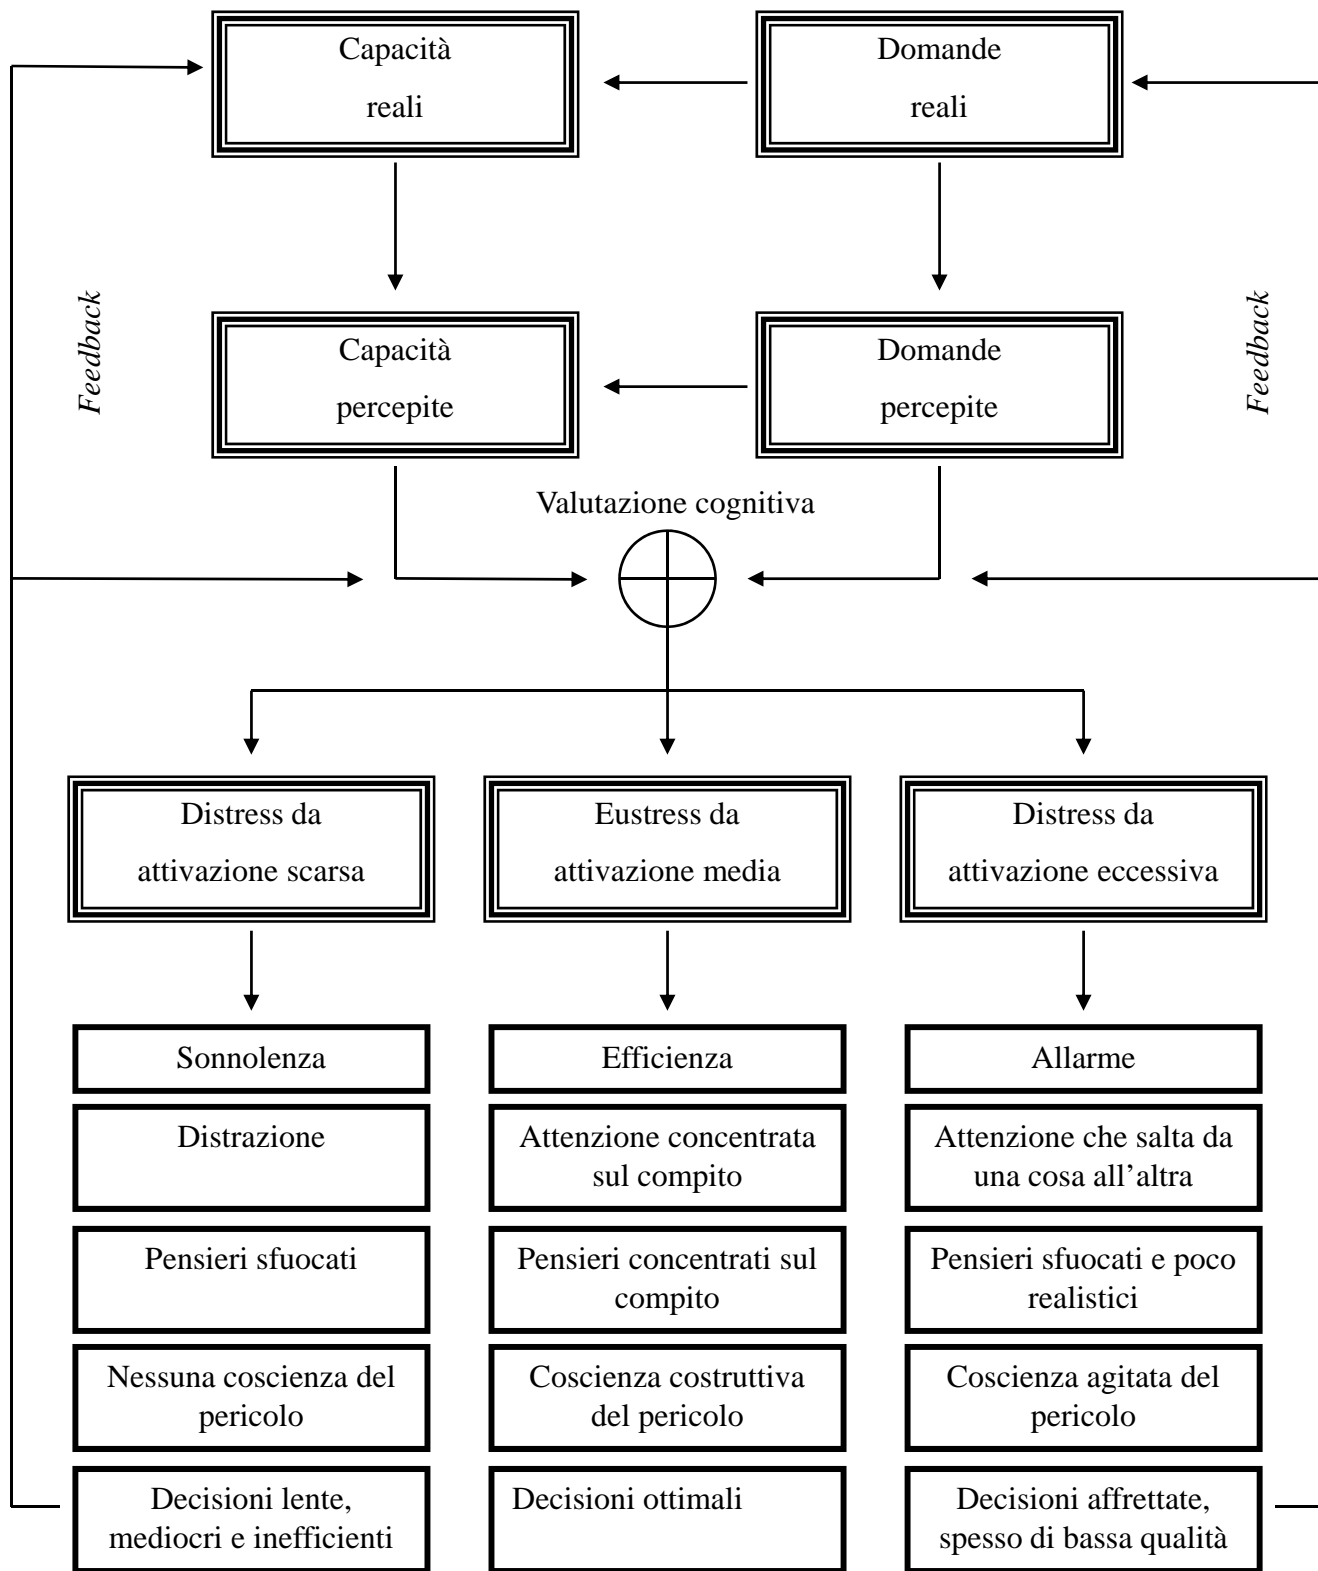 Capacità
reali
Domande
reali
Feedback
Capacità
percepite
Domande
percepite
Feedback
Valutazione cognitiva
Distress da
attivazione scarsa
Eustress da
attivazione media
Distress da
attivazione eccessiva
Sonnolenza
Efficienza
Allarme
Distrazione
Attenzione concentrata
sul compito
Attenzione che salta da
una cosa all’altra
Pensieri sfuocati
Pensieri concentrati sul
compito
Pensieri sfuocati e poco
realistici
Nessuna coscienza del
pericolo
Coscienza costruttiva
del pericolo
Coscienza agitata del
pericolo
Decisioni lente,
mediocri e inefficienti
Decisioni ottimali
Decisioni affrettate,
spesso di bassa qualità